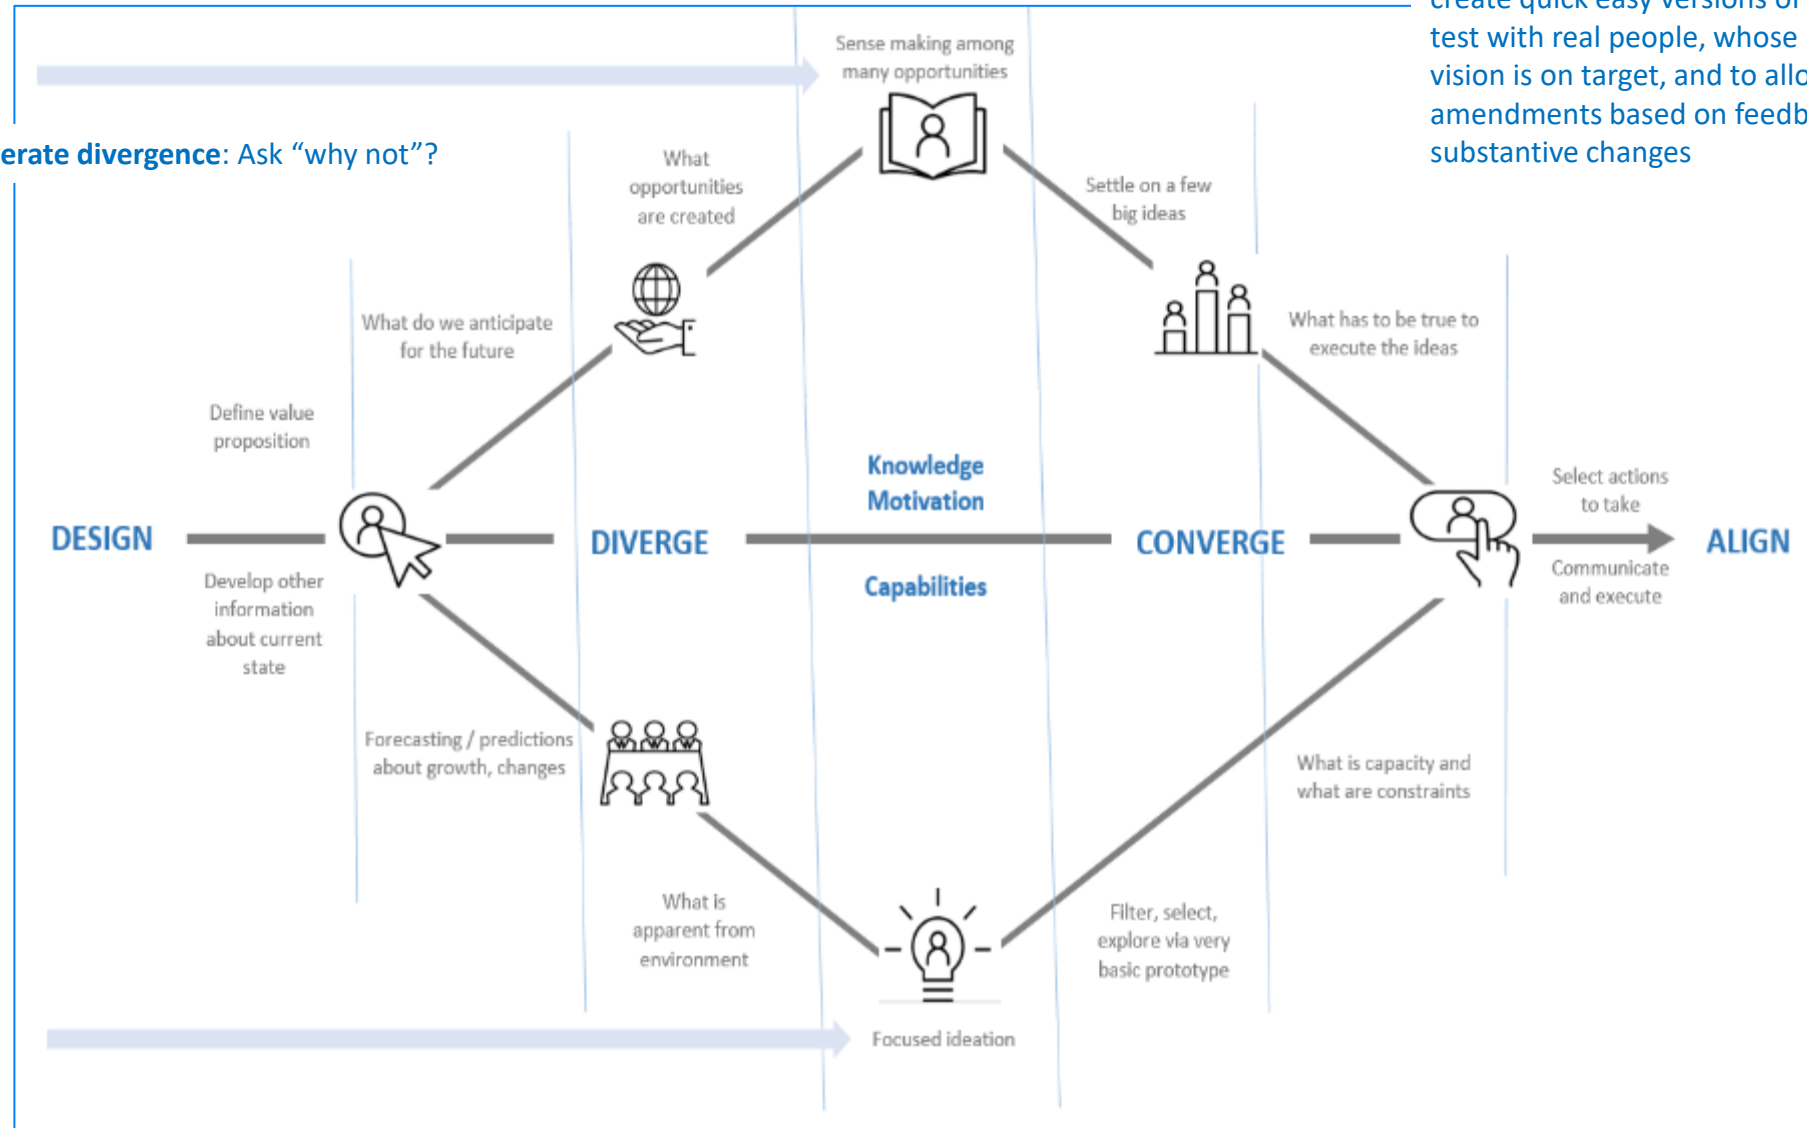 create quick easy versions of
test with real people, whose
vision is on target, and to allo
amendments based on feedb
substantive changes
erate divergence: Ask “why not”?
Sense making among
many opportunities
What
opportunities
are created
Settle on a few
big ideas
What do we anticipate
for the future
What has to be true to
execute the ideas
Define value
proposition
Knowledge
Motivation
Select actions
to take
DESIGN
DIVERGE
CONVERGE
ALIGN
Capabilities
Develop other
information
about current
state
Communicate
and execute
Forecasting / predictions
about growth, changes
What is capacity and
what are constraints
What is
apparent from
environment
Filter, select,
explore via very
basic prototype
Focused ideation